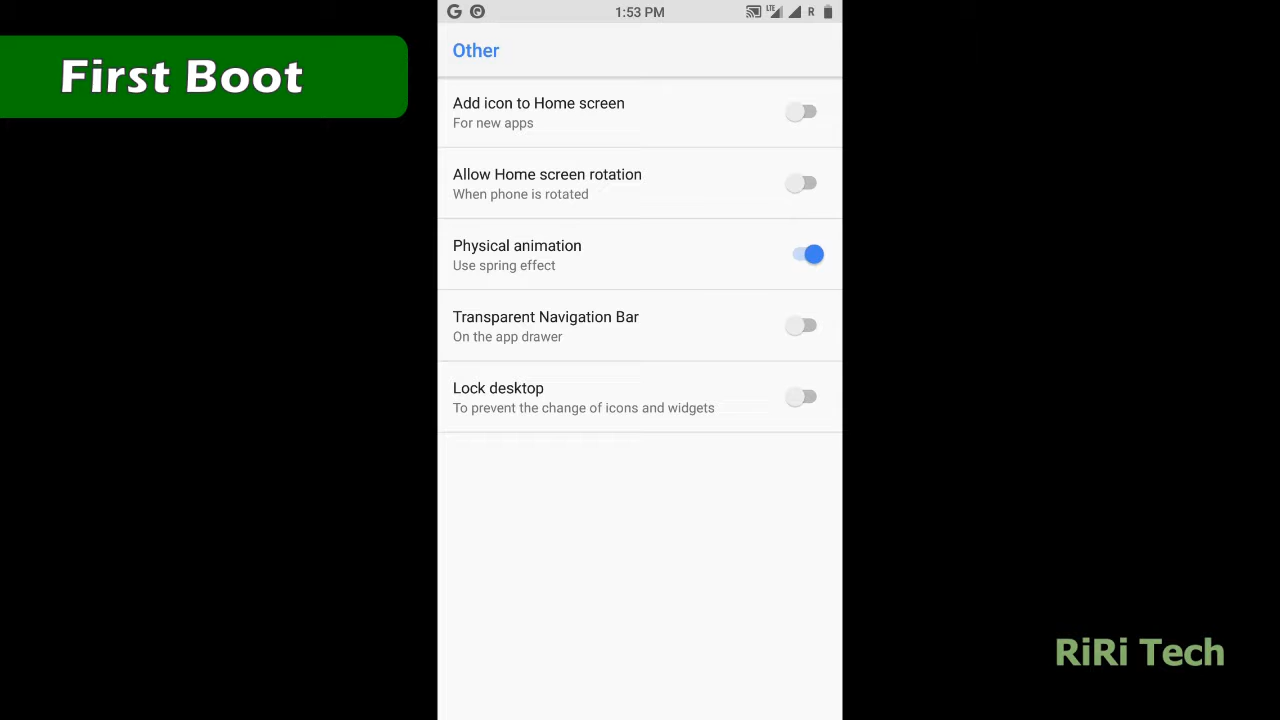 First Boot
1:53 PM
LTE
R
Other
Add icon to Home screen
For new apps
Allow Home screen rotation
When phone is rotated
Physical animation
Use spring effect
Transparent Navigation Bar
On the app drawer
Lock desktop
To prevent the change of icons and widgets
RiRi Tech